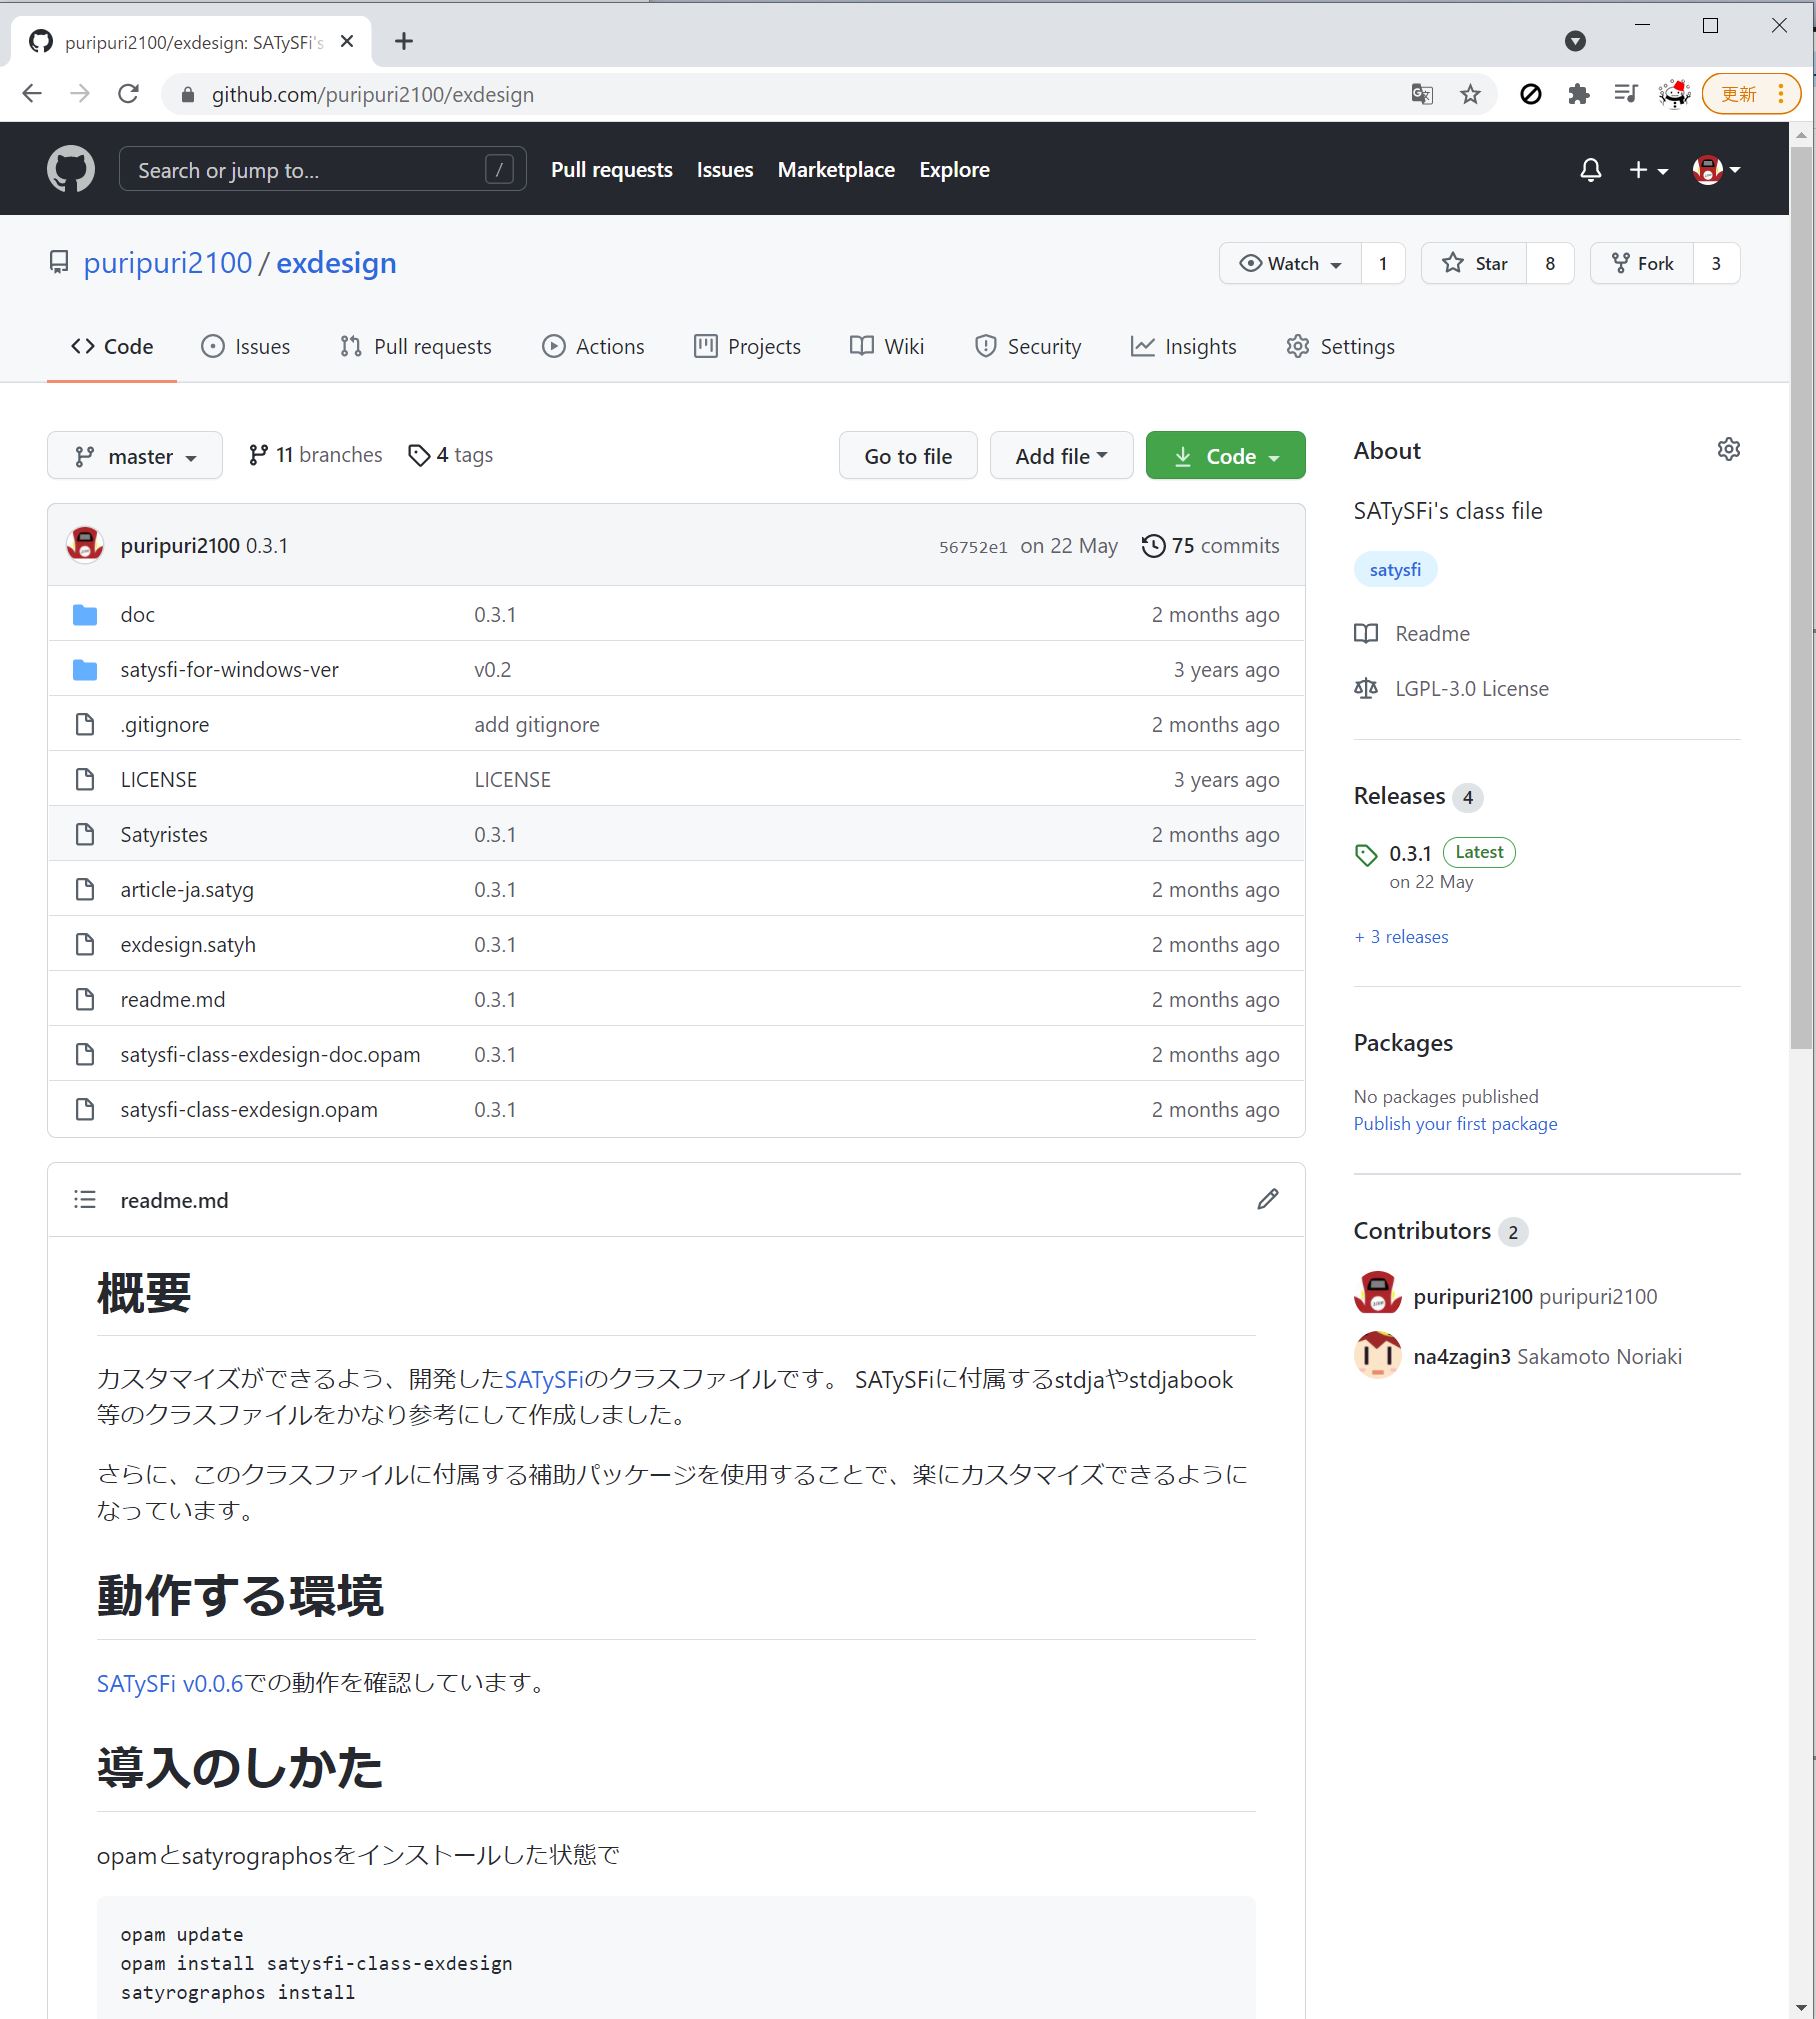 puripuri2100/exdesign: SATySFi's
github.com/puripuri2100/exdesign
更新
Search or jump to...
/
Pull requests
Issues
Marketplace
Explore
puripuri2100 / exdesign
Watch 1
Star 8
Fork 3
Code
Issues
Pull requests
Actions
Projects
Wiki
Security
Insights
Settings
master
11 branches
4 tags
Go to file
Add file
Code
puripuri2100 0.3.1
56752e1 on 22 May
75 commits
doc 0.3.1 2 months ago
satysfi-for-windows-ver v0.2 3 years ago
.gitignore add gitignore 2 months ago
LICENSE LICENSE 3 years ago
Satyristes 0.3.1 2 months ago
article-ja.satyg 0.3.1 2 months ago
exdesign.satyh 0.3.1 2 months ago
readme.md 0.3.1 2 months ago
satysfi-class-exdesign-doc.opam 0.3.1 2 months ago
satysfi-class-exdesign.opam 0.3.1 2 months ago
readme.md
概要
カスタマイズができるよう、開発したSATySFiのクラスファイルです。 SATySFiに付属するstdjaやstdjabook
等のクラスファイルをかなり参考にして作成しました。
さらに、このクラスファイルに付属する補助パッケージを使用することで、楽にカスタマイズできるように
なっています。
動作する環境
SATySFi v0.0.6での動作を確認しています。
導入のしかた
opamとsatyrographosをインストールした状態で
opam update
opam install satysfi-class-exdesign
satyrographos install
About
SATySFi's class file
satysfi
Readme
LGPL-3.0 License
Releases 4
0.3.1 Latest
on 22 May
+ 3 releases
Packages
No packages published
Publish your first package
Contributors 2
puripuri2100 puripuri2100
na4zagin3 Sakamoto Noriaki